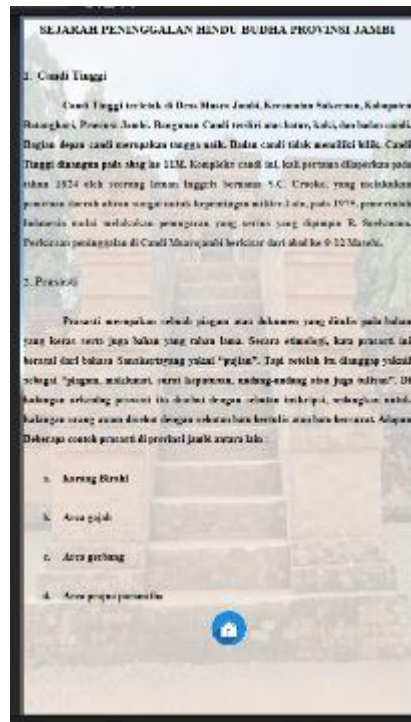 SEJARAH PENINGGALAN HINDU BUDHA PROVINSI JAMBI
1. Candi Tinggi
Candi Tinggi terletak di Desa Muara Jambi, Kecamatan Sekernan, Kabupaten
Batanghari, Provinsi Jambi. Bangunan Candi terdiri atas batur, kaki, dan badan candi.
Bagian depan candi merupakan tangga naik. Badan candi tidak memiliki bilik. Candi
Tinggi dibangun pada abag ke 11M. Kompleks candi ini, kali pertama dilaporkan pada
tahun 1824 oleh seorang letnan Inggeis bernama S.C. Crooke, yang melakukan
pemetaan daerah aliran sungai untuk kepentingan militer. Lalu, pada 1975, pemerintah
Indonesia mulai melakukan pemugaran yang serius yang dipimpin R. Soekmono.
Perkiraan peninggalan di Candi Muarojambi berkisar dari abad ke 9-12 Masehi.
2. Prasasti
Prasasti merupakan sebuah piagam atau dokumen yang ditulis pada bahan
yang keras serta juga bahan yang tahan lama. Secara etimologi, kata prasasti ini
berasal dari bahasa Sansekertayang yakni "pujian". Tapi setelah itu dianggap yakni
sebagai "piagam, maklumat, surat keputusan, undang-undang atau juga tulisan". Di
kalangan arkeolog prasasti itu disebut dengan sebutan inskripsi, sedangkan untuk
kalangan orang awam disebut dengan sebutan batu bertulis atau batu bersurat. Adapun
Beberapa contoh prasasti di provinsi jambi antara lain :
a. Karang Birahi
b. Arca gajah
c. Arca gerbang
d. Arca prajna paramitha